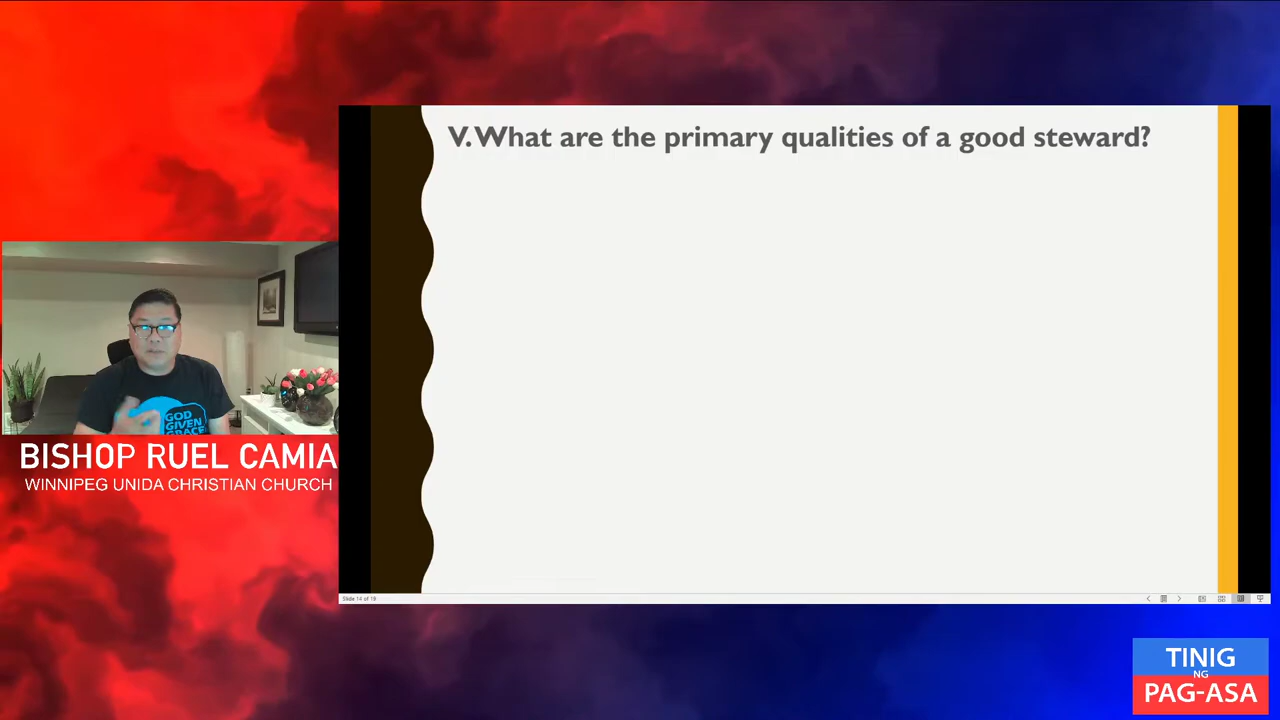 V. What are the primary qualities of a good steward?
GOD
GIVEN
GRACE
BISHOP RUEL CAMIA
WINNIPEG UNIDA CHRISTIAN CHURCH
Slide 14 of 19
TINIG
NG
PAG-ASA